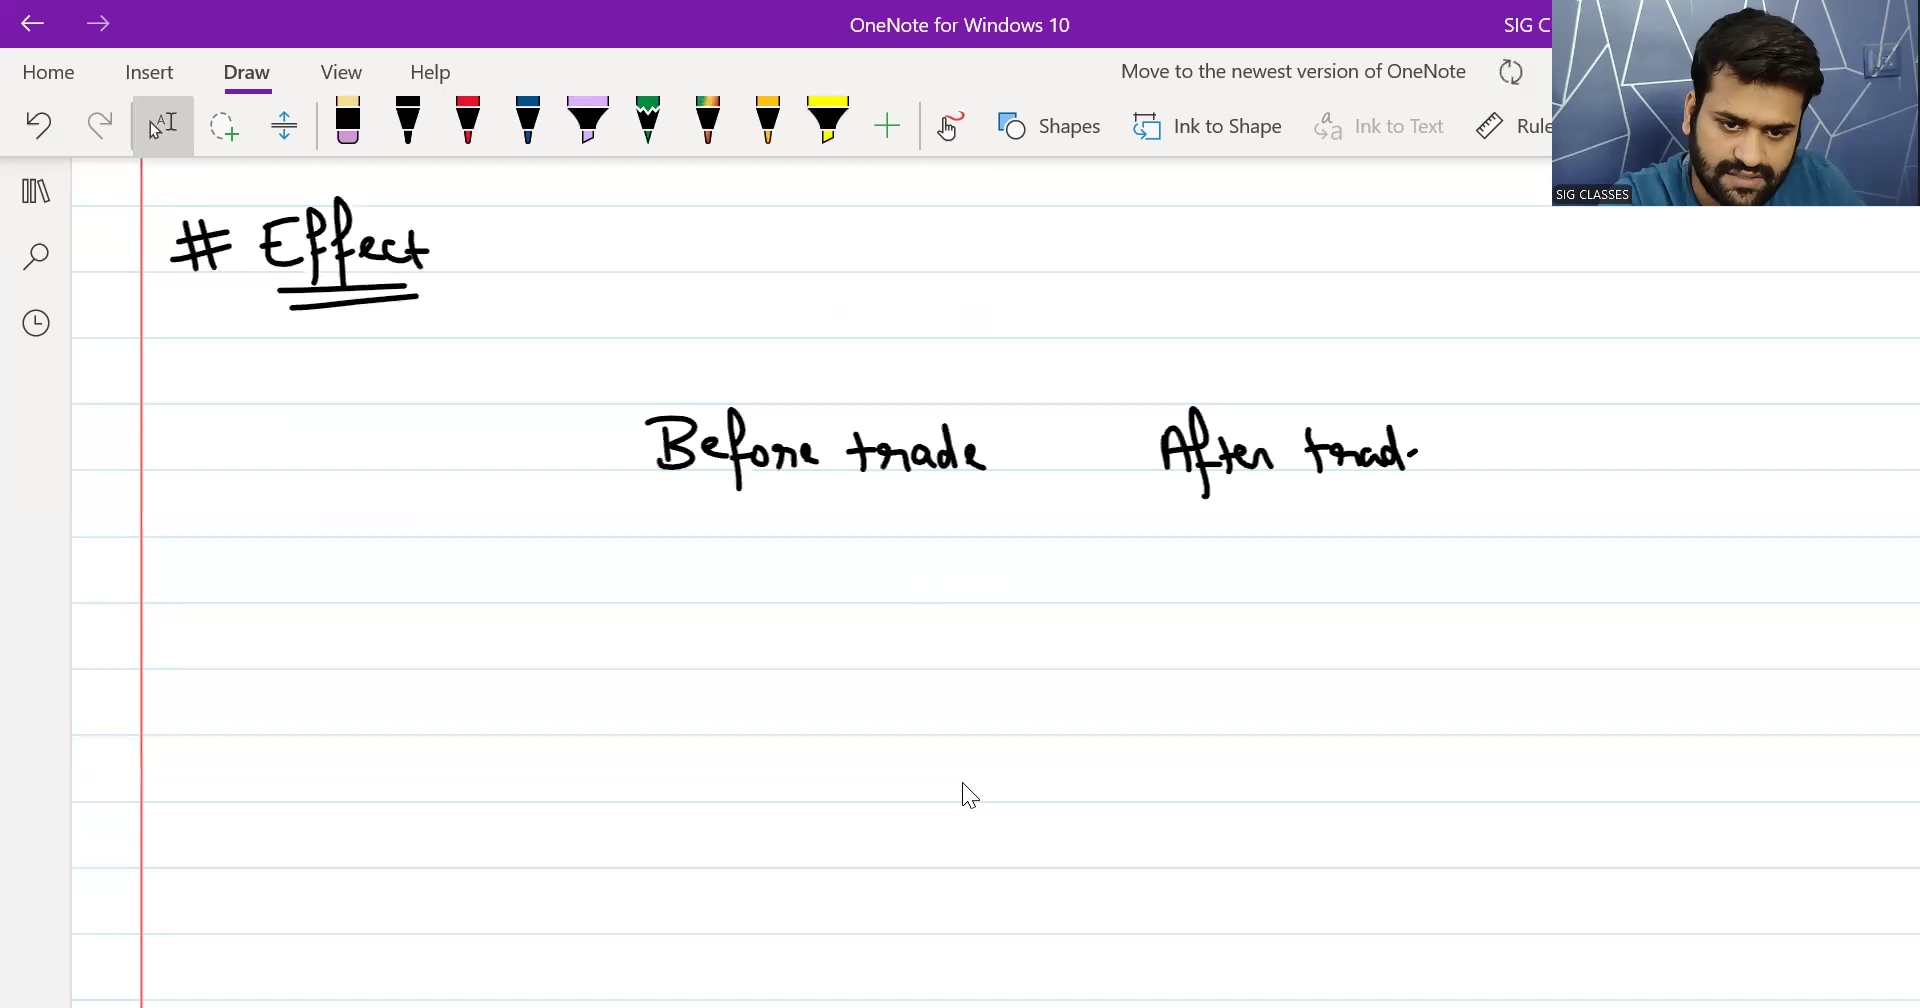 OneNote for Windows 10
SIG C
Home Insert Draw View Help Move to the newest version of OneNote
Shapes Ink to Shape Ink to Text Rule
SIG CLASSES
# Effect
Before trade After trad